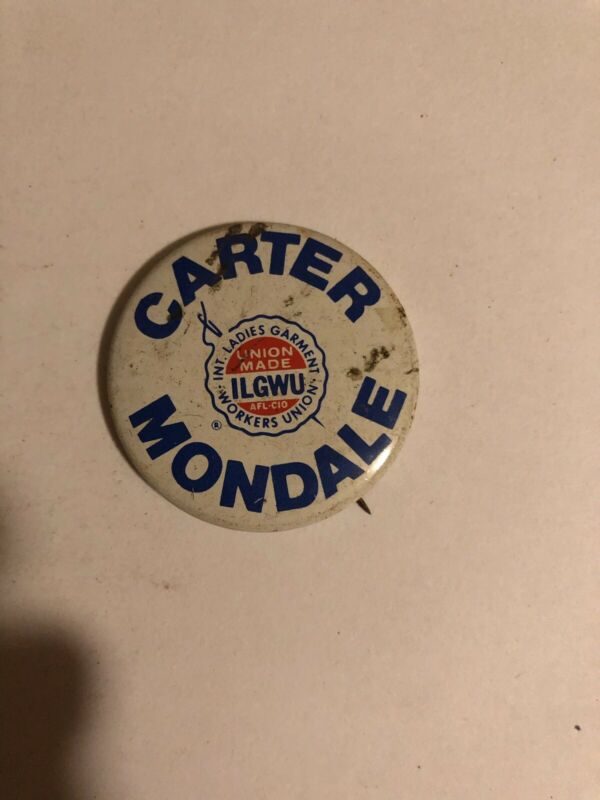 CARTER
INT. LADIES GARMENT
UNION
MADE
ILGWU
AFL-CIO
WORKERS UNION
®
MONDALE